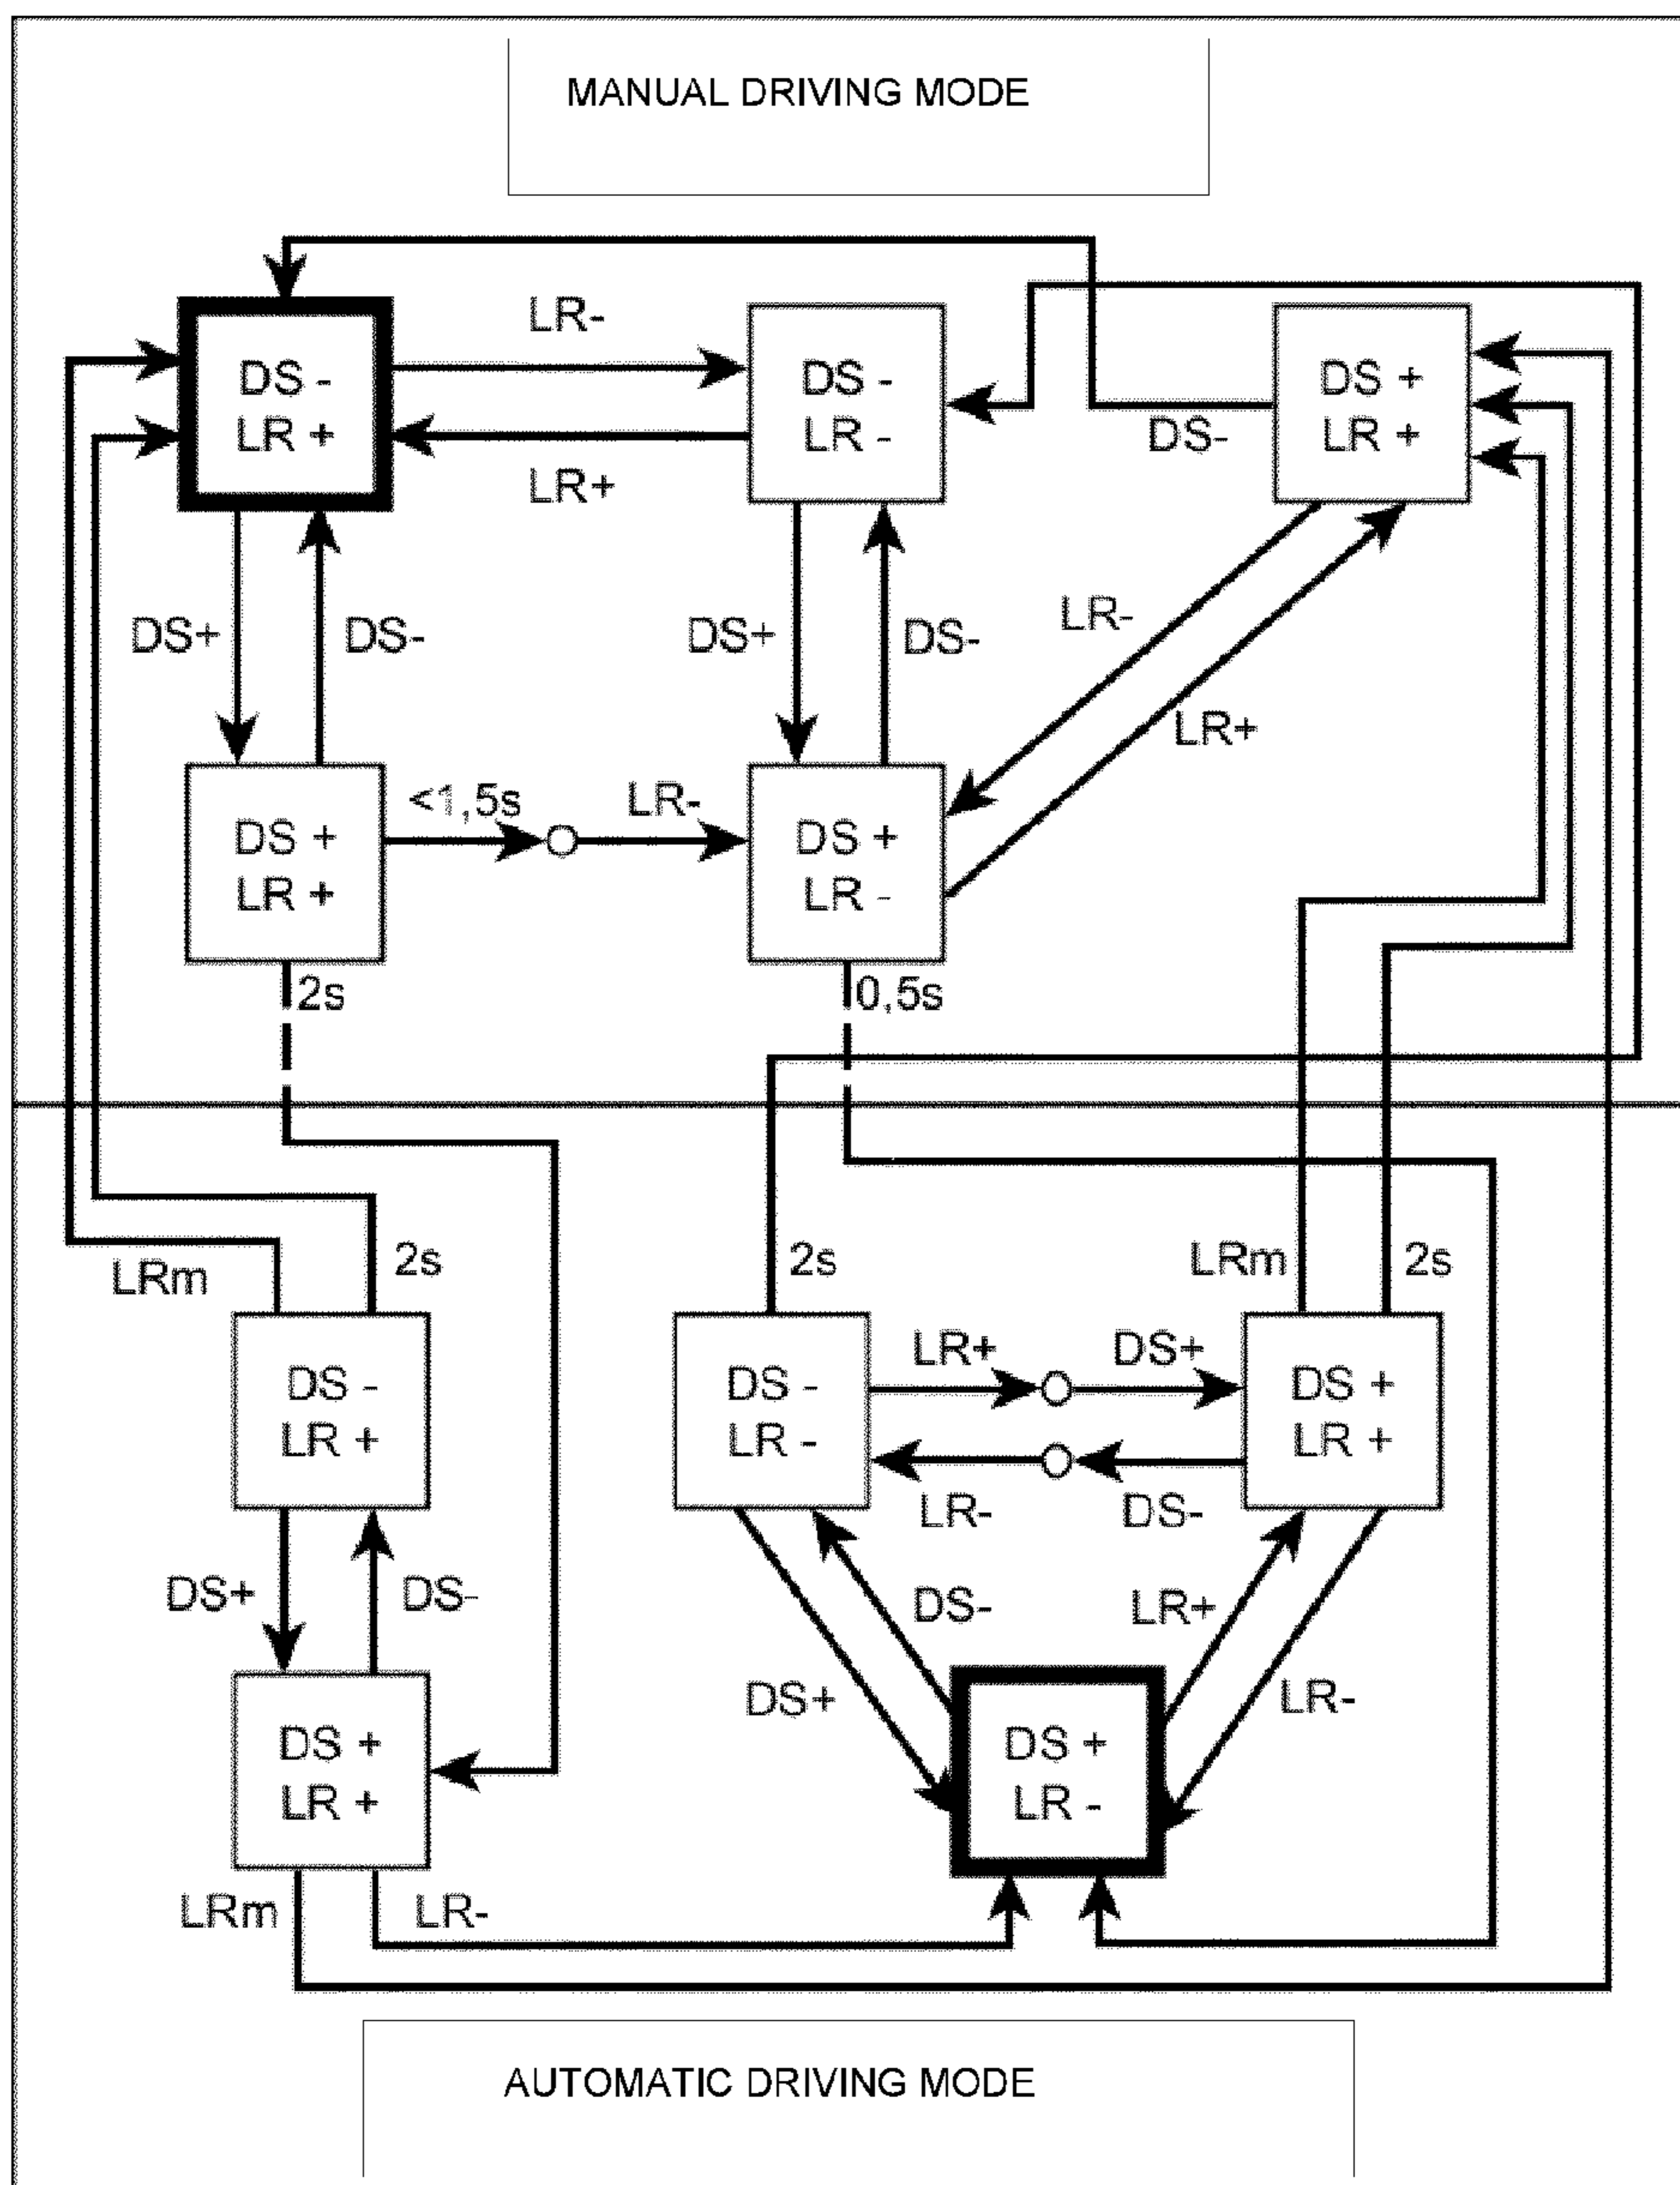 MANUAL DRIVING MODE
LR-
DS -
LR +
DS -
LR -
DS +
LR +
DS-
LR+
DS+
DS-
DS+
DS-
LR-
LR+
<1,5s
LR-
DS +
LR +
DS +
LR -
2s
0,5s
LRm
2s
2s
LRm
2s
DS -
LR +
DS -
LR -
LR+
DS+
DS +
LR +
LR-
DS-
DS+
DS-
DS-
LR+
DS+
LR-
DS +
LR +
DS +
LR -
LRm
LR-
AUTOMATIC DRIVING MODE